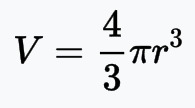 V = 4/3 πr³